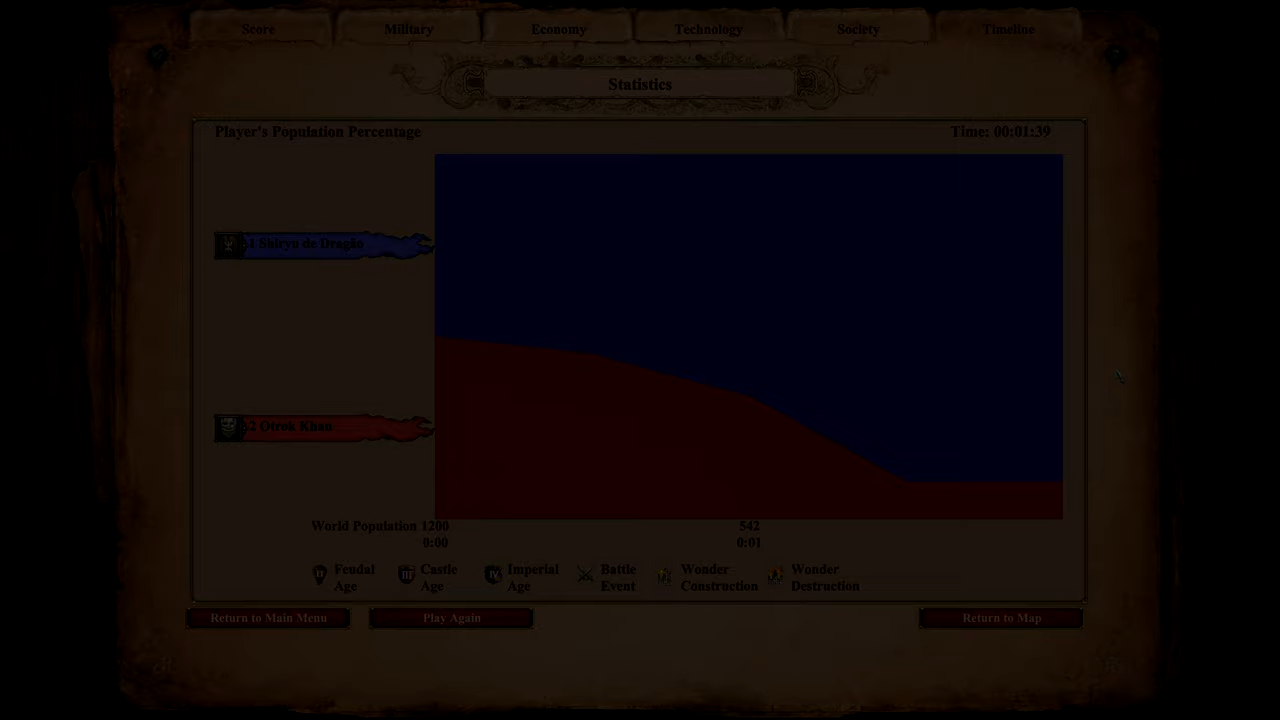 Score Military Economy Technology Society Timeline
Statistics
Player's Population Percentage Time: 00:01:39
1 Shiryu de Dragão
2 Otrok Khan
World Population 1200 542
0:00 0:01
Feudal Age
Castle Age
Imperial Age
Battle Event
Wonder Construction
Wonder Destruction
Return to Main Menu Play Again Return to Map